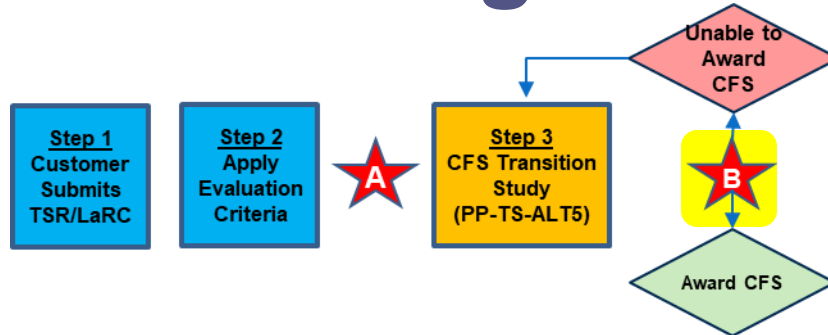 Step 1
Customer
Submits
TSR/LaRC
Step 2
Apply
Evaluation
Criteria
A
Step 3
CFS Transition
Study
(PP-TS-ALT5)
Unable to
Award
CFS
B
Award CFS